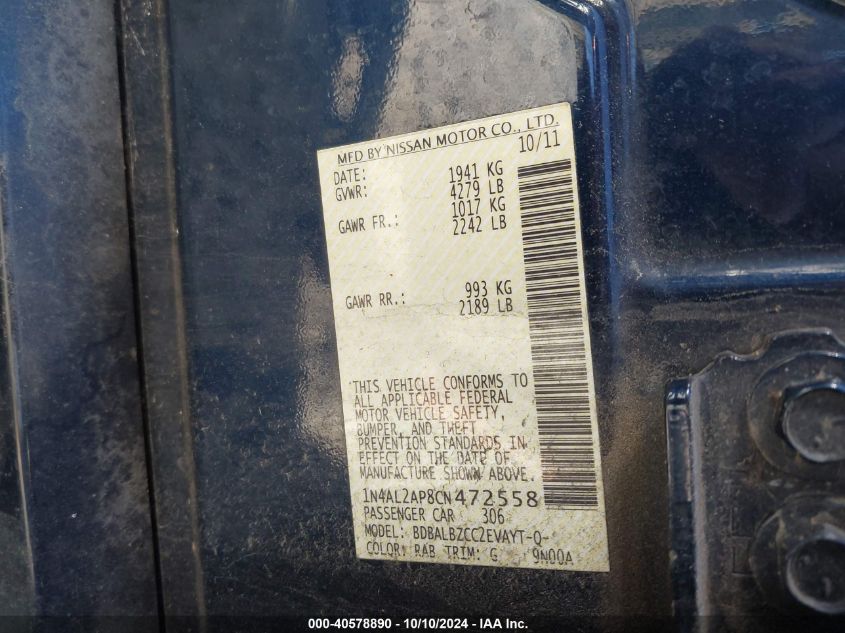 MFD BY NISSAN MOTOR CO., LTD.
DATE: 10/11
GVWR: 1941 KG
4279 LB
GAWR FR.: 1017 KG
2242 LB
GAWR RR.: 993 KG
2189 LB
THIS VEHICLE CONFORMS TO
ALL APPLICABLE FEDERAL
MOTOR VEHICLE SAFETY,
BUMPER, AND THEFT
PREVENTION STANDARDS IN
EFFECT ON THE DATE OF
MANUFACTURE SHOWN ABOVE.
1N4AL2AP8CN472558
PASSENGER CAR 306
MODEL: BDBALBZCC2EVAYT-Q-
COLOR: RAB TRIM: G 9N00A
000-40578890 - 10/10/2024 - IAA Inc.